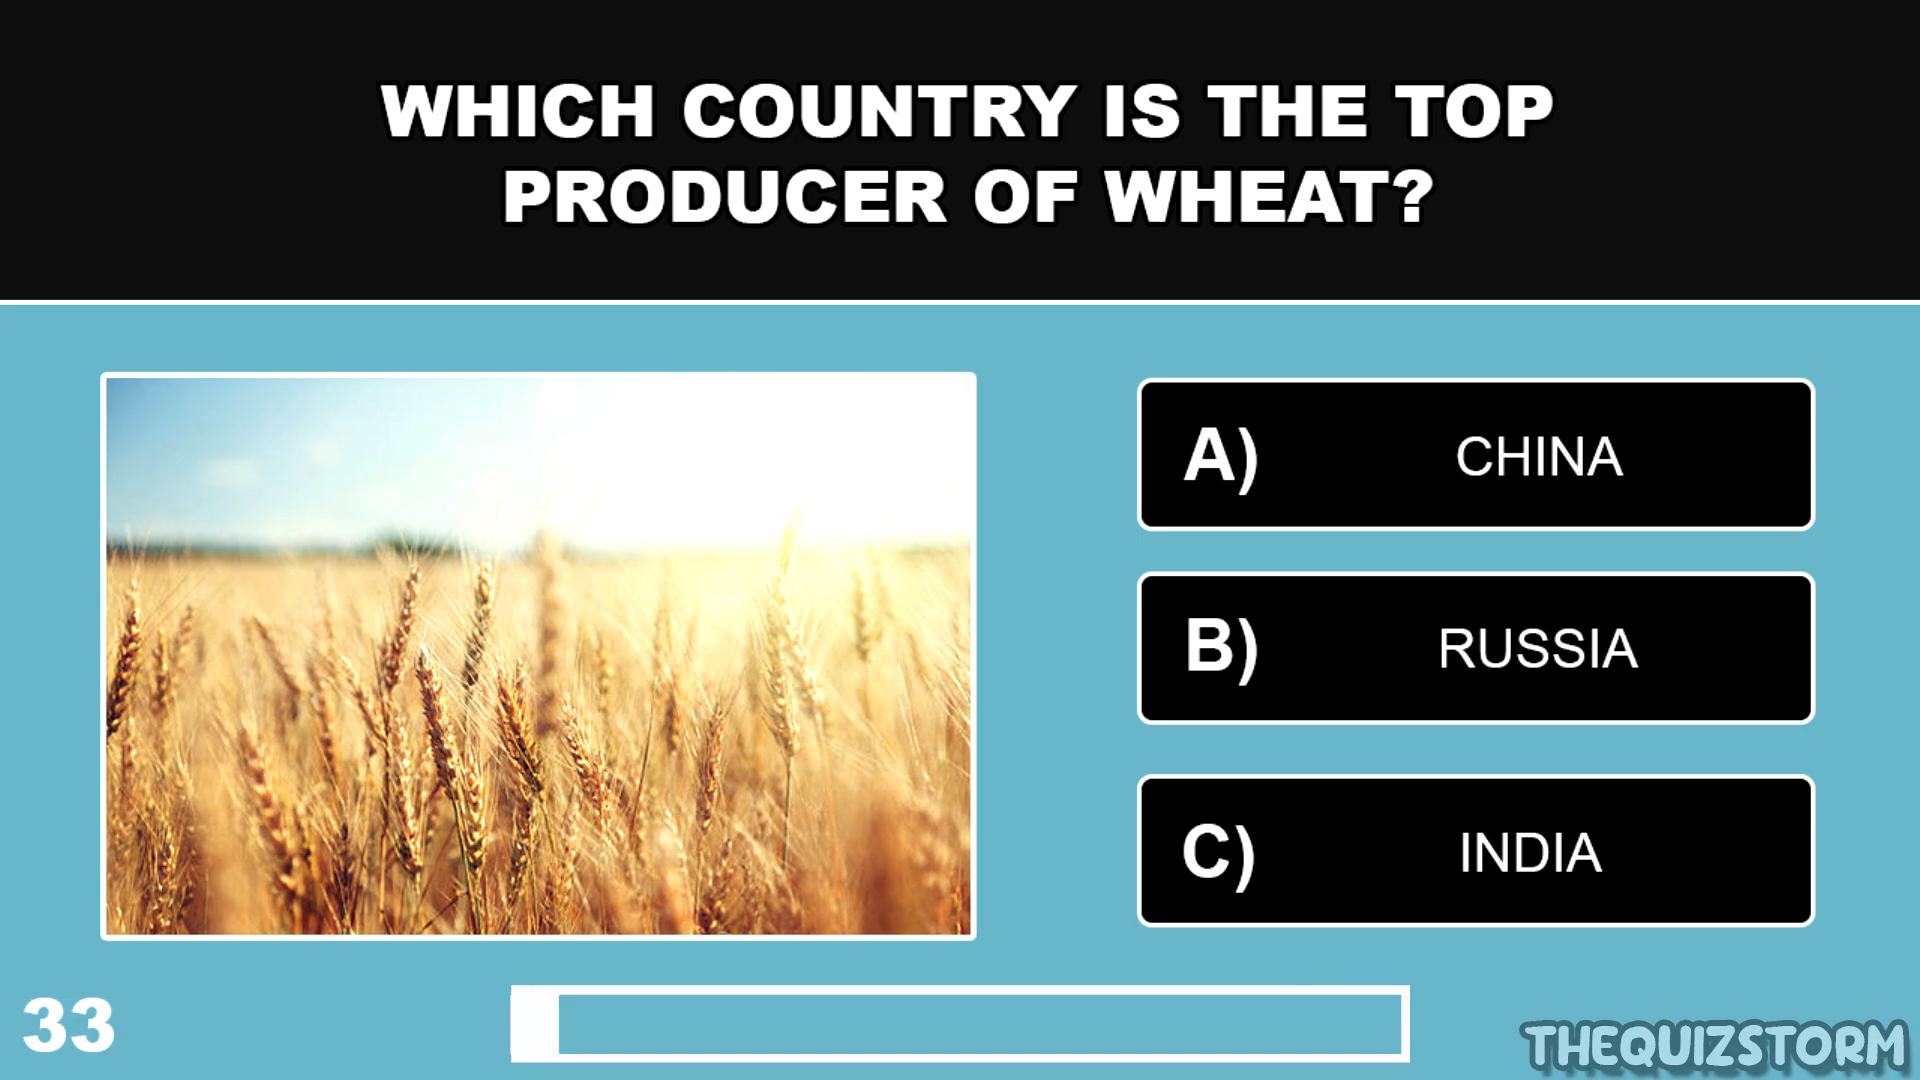 WHICH COUNTRY IS THE TOP
PRODUCER OF WHEAT?
A) CHINA
B) RUSSIA
C) INDIA
33
THEQUIZSTORM